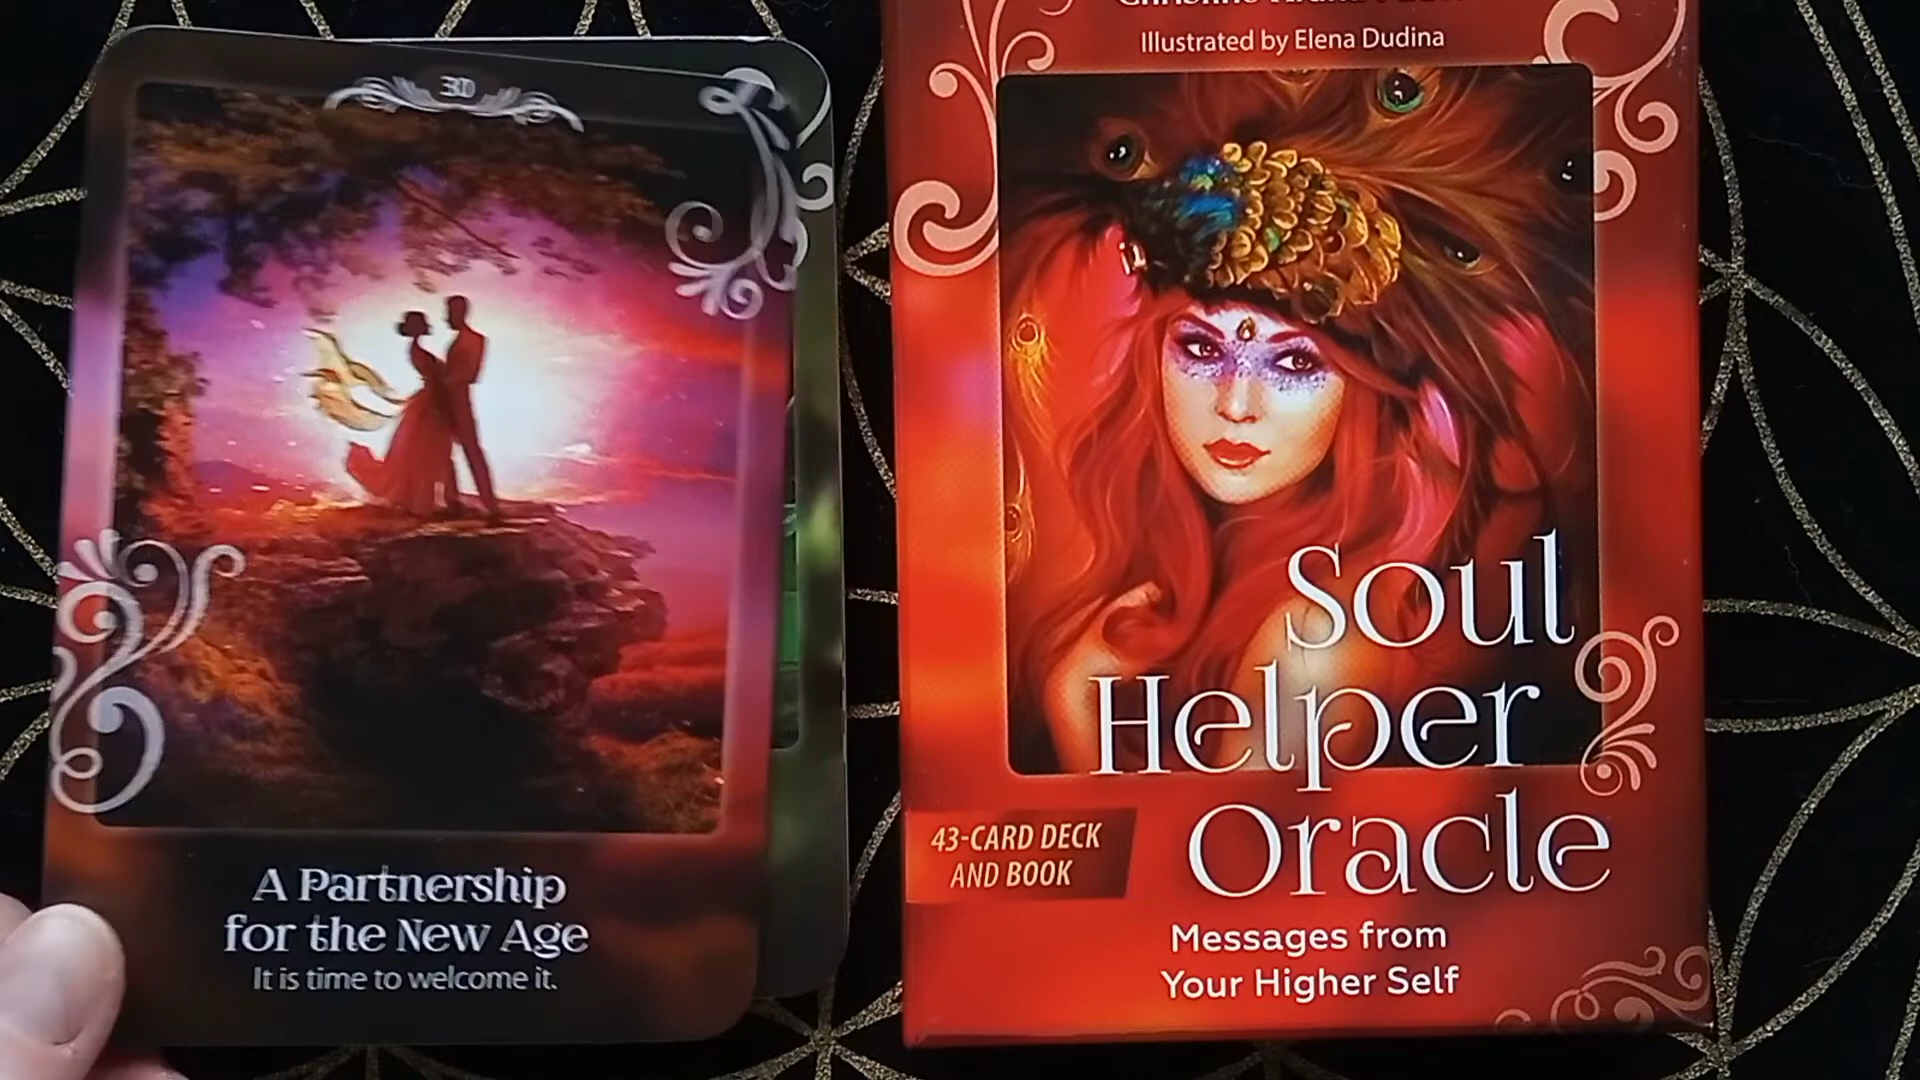 30
A Partnership
for the New Age
It is time to welcome it.
Illustrated by Elena Dudina
Soul
Helper
Oracle
43-CARD DECK
AND BOOK
Messages from
Your Higher Self